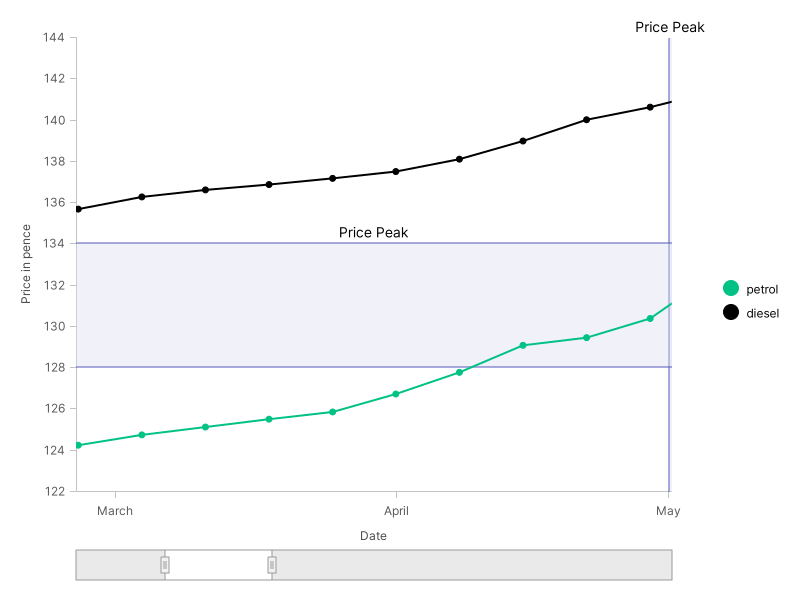 Price Peak
144
142
140
138
136
134
132
130
128
126
124
122
Price in pence
Price Peak
March
April
May
Date
petrol
diesel